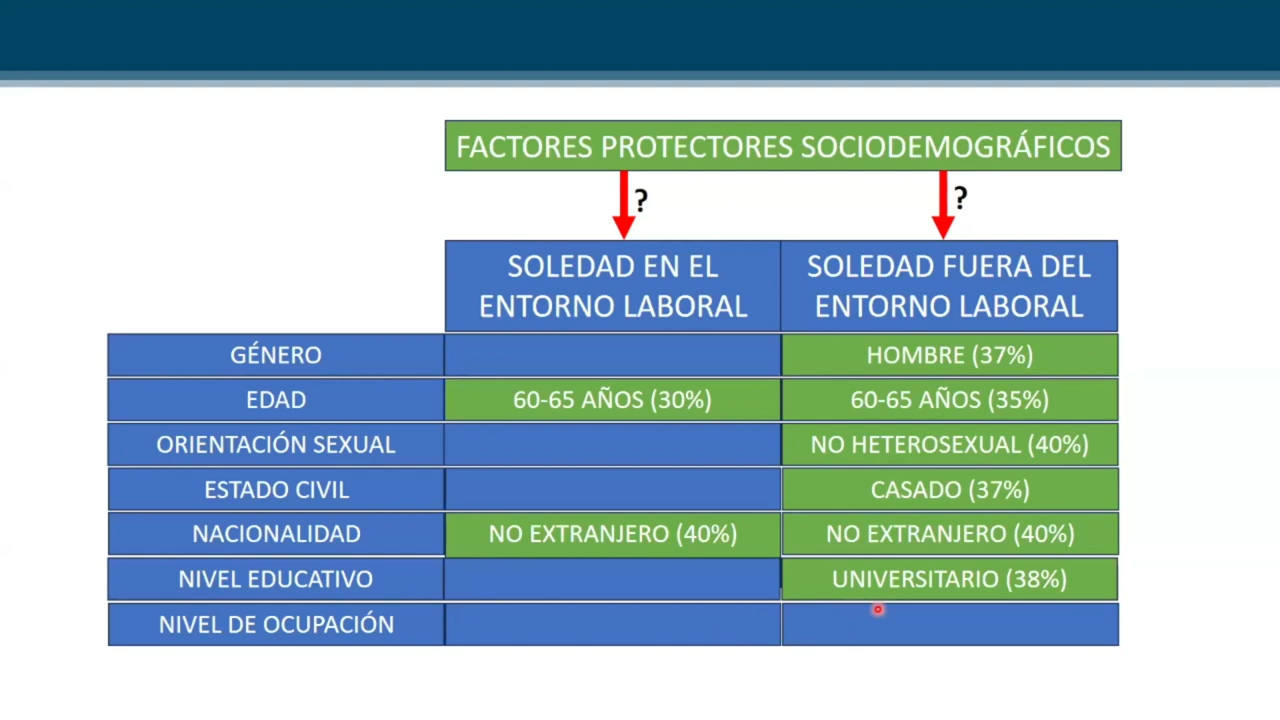 FACTORES PROTECTORES SOCIODEMOGRÁFICOS
?
?
SOLEDAD EN EL
ENTORNO LABORAL
SOLEDAD FUERA DEL
ENTORNO LABORAL
GÉNERO
HOMBRE (37%)
EDAD
60-65 AÑOS (30%)
60-65 AÑOS (35%)
ORIENTACIÓN SEXUAL
NO HETEROSEXUAL (40%)
ESTADO CIVIL
CASADO (37%)
NACIONALIDAD
NO EXTRANJERO (40%)
NO EXTRANJERO (40%)
NIVEL EDUCATIVO
UNIVERSITARIO (38%)
NIVEL DE OCUPACIÓN